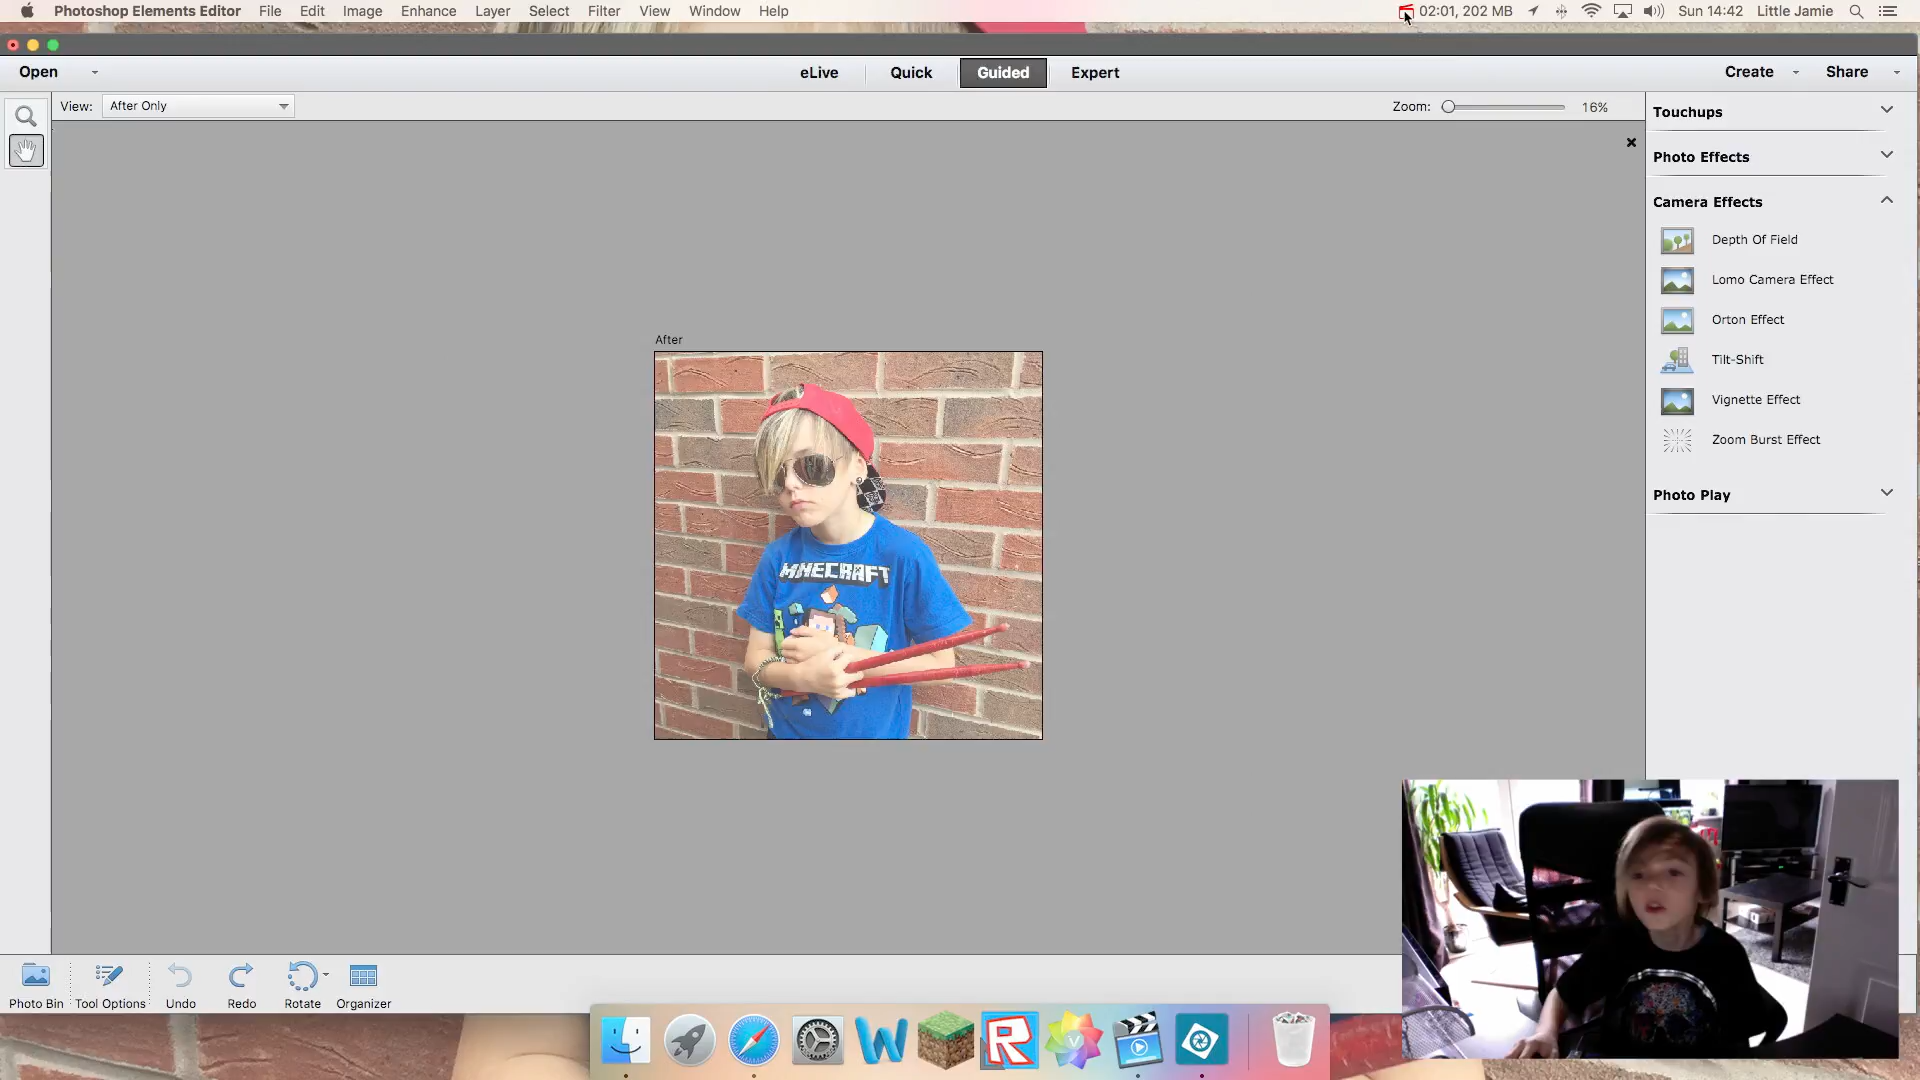 Photoshop Elements Editor File Edit Image Enhance Layer Select Filter View Window Help 02:01, 202 MB Sun 14:42 Little Jamie
Open eLive Quick Guided Expert Create Share
View: After Only Zoom: 16%
Touchups
Photo Effects
Camera Effects
Depth Of Field
Lomo Camera Effect
Orton Effect
Tilt-Shift
Vignette Effect
Zoom Burst Effect
Photo Play
After
MINECRAFT
Photo Bin Tool Options Undo Redo Rotate Organizer